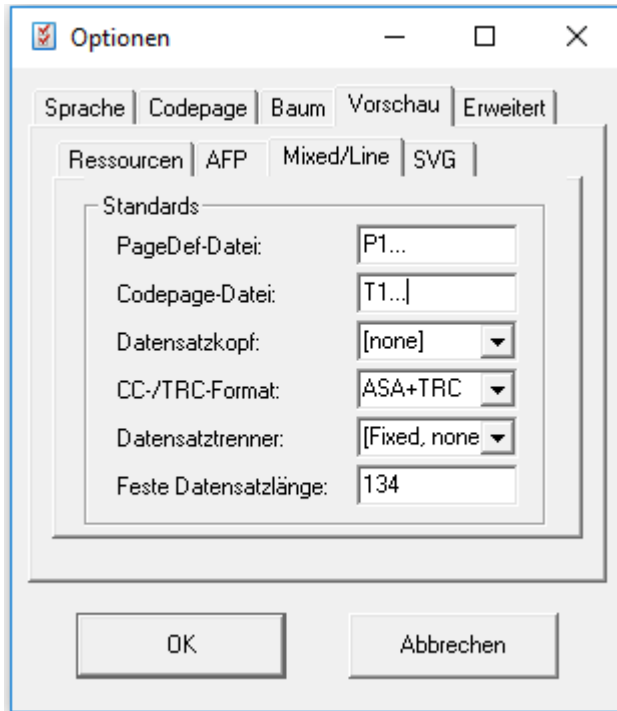 Optionen
Sprache Codepage Baum Vorschau Erweitert
Ressourcen AFP Mixed/Line SVG
Standards
PageDef-Datei: P1...
Codepage-Datei: T1...
Datensatzkopf: [none]
CC-/TRC-Format: ASA+TRC
Datensatztrenner: [Fixed, none
Feste Datensatzlänge: 134
OK Abbrechen